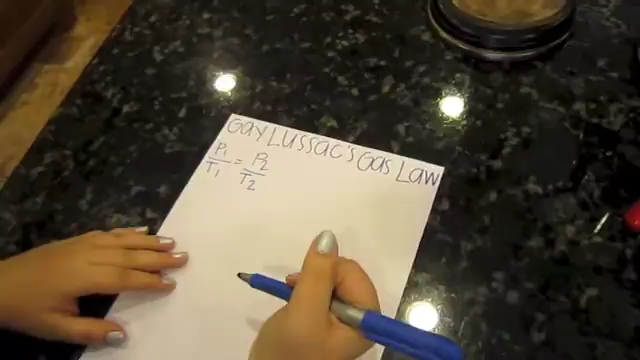 Gay Lussac's Gas Law
P1/T1 = P2/T2